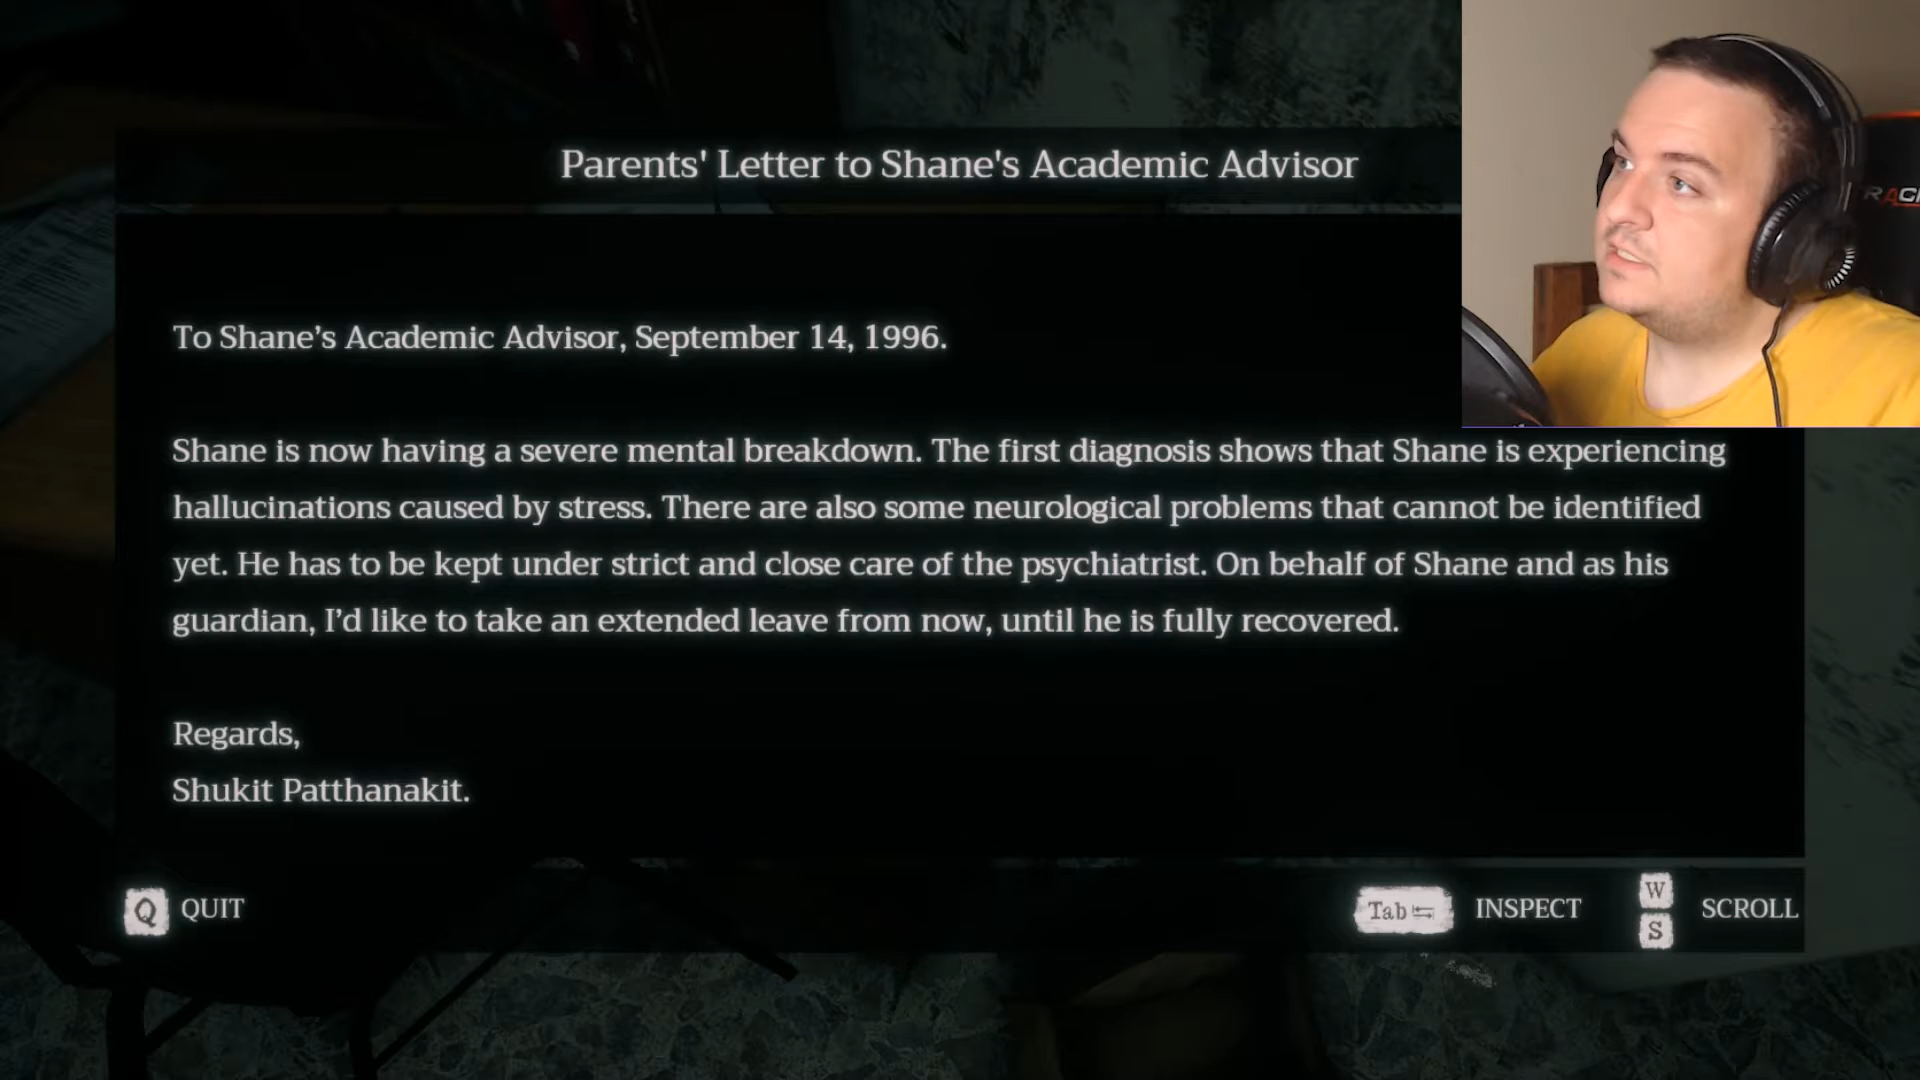 Parents' Letter to Shane's Academic Advisor
To Shane’s Academic Advisor, September 14, 1996.
Shane is now having a severe mental breakdown. The first diagnosis shows that Shane is experiencing
hallucinations caused by stress. There are also some neurological problems that cannot be identified
yet. He has to be kept under strict and close care of the psychiatrist. On behalf of Shane and as his
guardian, I’d like to take an extended leave from now, until he is fully recovered.
Regards,
Shukit Patthanakit.
Q QUIT
Tab INSPECT
W
S
SCROLL